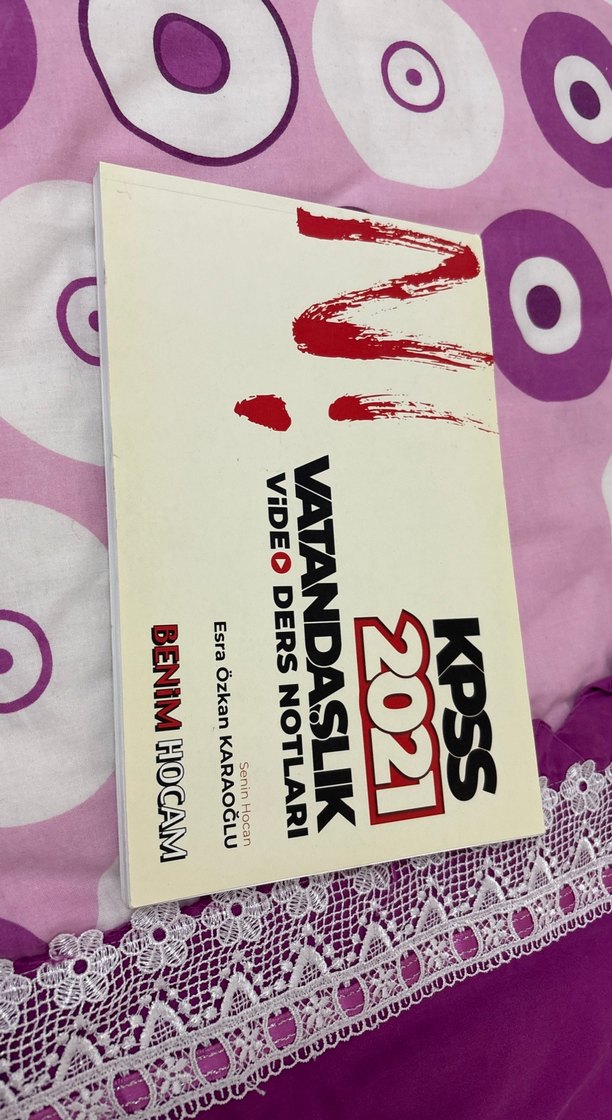 KPSS
2021
VATANDAŞLIK
VİDEO DERS NOTLARI
Senin Hocan
Esra Özkan KARAOĞLU
BENİM HOCAM